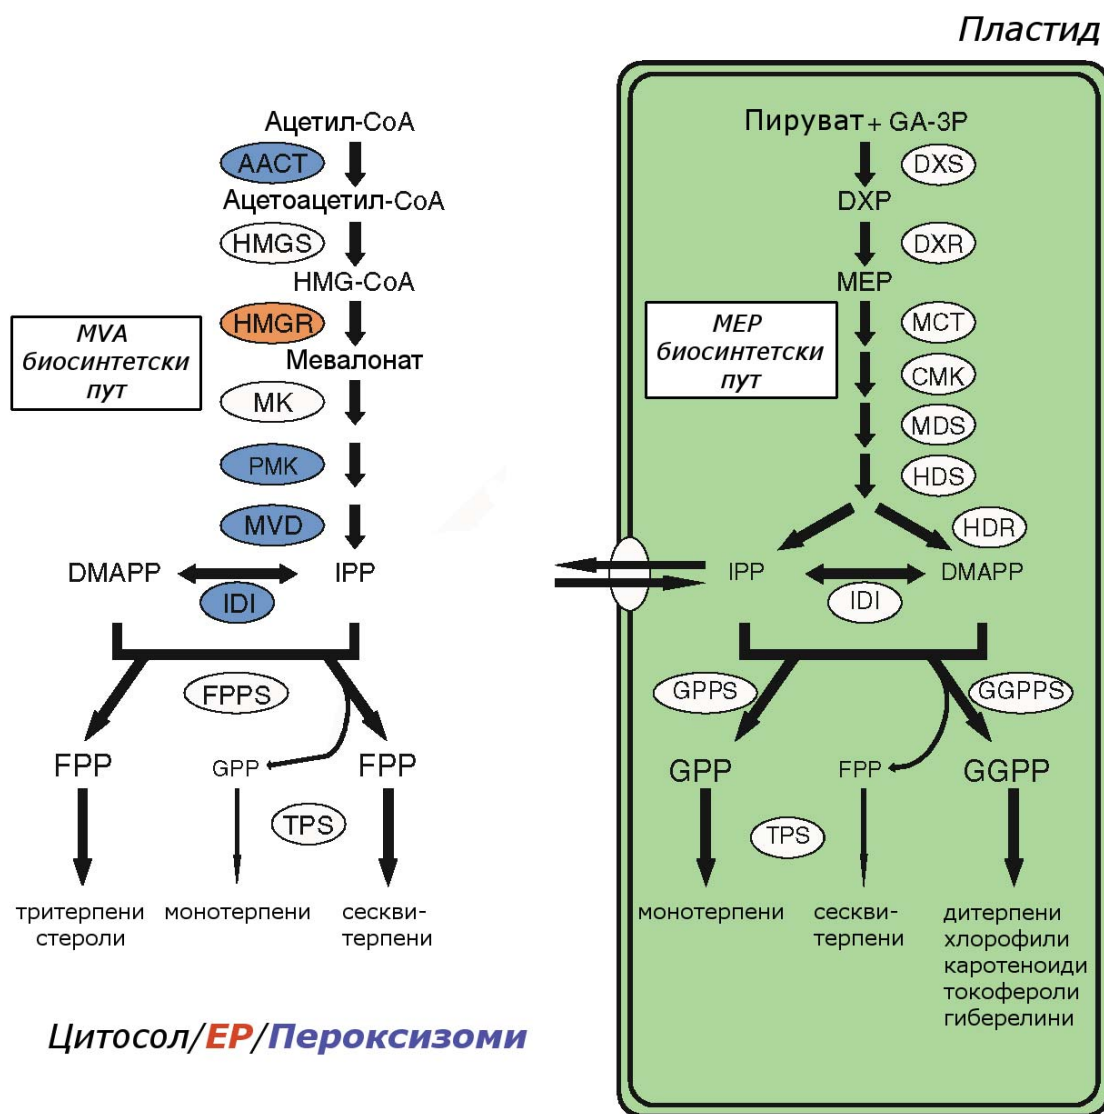 Пластид
Ацетил-CoA
AACT
Ацетоацетил-CoA
HMGS
HMG-CoA
HMGR
MVA
биосинтетски
пут
Мевалонат
MK
PMK
MVD
DMAPP
IPP
IDI
FPPS
FPP
GPP
FPP
TPS
тритерпени
стероли
монотерпени
сескви-
терпени
Цитосол/ЕР/Пероксизоми
Пируват + GA-3P
DXS
DXP
DXR
MEP
MEP
биосинтетски
пут
MCT
CMK
MDS
HDS
HDR
IPP
DMAPP
IDI
GPPS
GGPPS
GPP
FPP
GGPP
TPS
монотерпени
сескви-
терпени
дитерпени
хлорофили
каротеноиди
токофероли
гиберелини